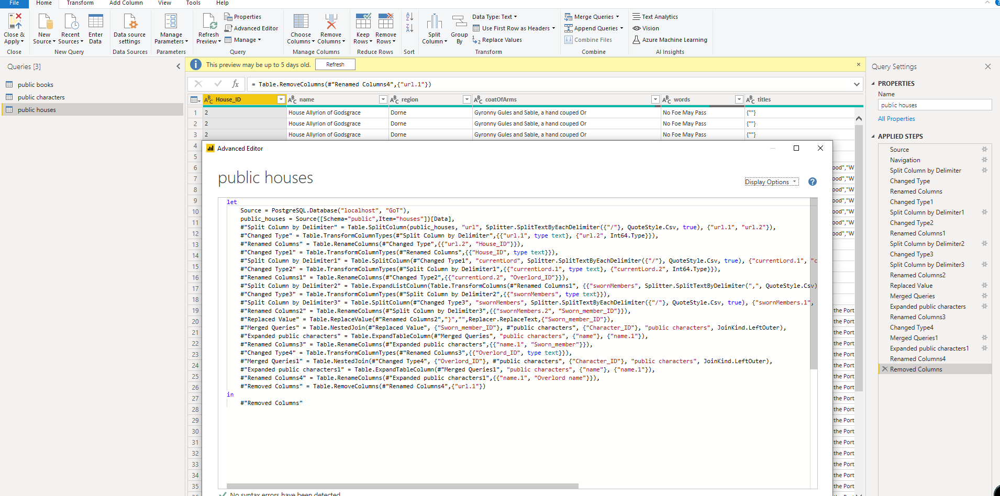 File Home Transform Add Column View Tools Help
Close & Apply
New Source
Recent Sources
Enter Data
Data source settings
Manage Parameters
Refresh Preview
Properties
Advanced Editor
Manage
Choose Columns
Remove Columns
Keep Rows
Remove Rows
Split Column
Group By
Data Type: Text
Use First Row as Headers
Replace Values
Merge Queries
Append Queries
Combine Files
Text Analytics
Vision
Azure Machine Learning
Close New Query Data Sources Parameters Query Manage Columns Reduce Rows Sort Transform Combine AI Insights
Queries [3]
public books
public characters
public houses
This preview may be up to 5 days old. Refresh
= Table.RemoveColumns(#"Renamed Columns4",{"url.1"})
House_ID name region coatOfArms words titles
1 2 House Allyrion of Godsgrace Dorne Gyronny Gules and Sable, a hand couped Or No Foe May Pass {""}
2 2 House Allyrion of Godsgrace Dorne Gyronny Gules and Sable, a hand couped Or No Foe May Pass {""}
3 2 House Allyrion of Godsgrace Dorne Gyronny Gules and Sable, a hand couped Or No Foe May Pass {""}
4
5
6 ood","W
7 ood","W
8 ood","W
9 ood","W
10 ood","W
11 ood","W
12 ood","W
13
14
15
16
17
18
19 the Port
20 the Port
21 the Port
22 the Port
23 the Port
24 the Port
25 the Port
26 the Port
27 the Port
28 the Port
29 the Port
30 the Port
31 the Port
32 the Port
33 the Port
34 the Port
35 the Port
Advanced Editor
public houses
Display Options
let
Source = PostgreSQL.Database("localhost", "GoT"),
public_houses = Source{[Schema="public",Item="houses"]}[Data],
#"Split Column by Delimiter" = Table.SplitColumn(public_houses, "url", Splitter.SplitTextByEachDelimiter({"/"}, QuoteStyle.Csv, true), {"url.1", "url.2"}),
#"Changed Type" = Table.TransformColumnTypes(#"Split Column by Delimiter",{{"url.1", type text}, {"url.2", Int64.Type}}),
#"Renamed Columns" = Table.RenameColumns(#"Changed Type",{{"url.2", "House_ID"}}),
#"Changed Type1" = Table.TransformColumnTypes(#"Renamed Columns",{{"House_ID", type text}}),
#"Split Column by Delimiter1" = Table.SplitColumn(#"Changed Type1", "currentLord", Splitter.SplitTextByEachDelimiter({"/"}, QuoteStyle.Csv, true), {"currentLord.1", "c
#"Changed Type2" = Table.TransformColumnTypes(#"Split Column by Delimiter1",{{"currentLord.1", type text}, {"currentLord.2", Int64.Type}}),
#"Renamed Columns1" = Table.RenameColumns(#"Changed Type2",{{"currentLord.2", "Overlord_ID"}}),
#"Split Column by Delimiter2" = Table.ExpandListColumn(Table.TransformColumns(#"Renamed Columns1", {{"swornMembers", Splitter.SplitTextByDelimiter(",", QuoteStyle.Csv)
#"Changed Type3" = Table.TransformColumnTypes(#"Split Column by Delimiter2",{{"swornMembers", type text}}),
#"Split Column by Delimiter3" = Table.SplitColumn(#"Changed Type3", "swornMembers", Splitter.SplitTextByEachDelimiter({"/"}, QuoteStyle.Csv, true), {"swornMembers.1",
#"Renamed Columns2" = Table.RenameColumns(#"Split Column by Delimiter3",{{"swornMembers.2", "Sworn_member_ID"}}),
#"Replaced Value" = Table.ReplaceValue(#"Renamed Columns2","}","",Replacer.ReplaceText,{"Sworn_member_ID"}),
#"Merged Queries" = Table.NestedJoin(#"Replaced Value", {"Sworn_member_ID"}, #"public characters", {"Character_ID"}, "public characters", JoinKind.LeftOuter),
#"Expanded public characters" = Table.ExpandTableColumn(#"Merged Queries", "public characters", {"name"}, {"name.1"}),
#"Renamed Columns3" = Table.RenameColumns(#"Expanded public characters",{{"name.1", "Sworn_member"}}),
#"Changed Type4" = Table.TransformColumnTypes(#"Renamed Columns3",{{"Overlord_ID", type text}}),
#"Merged Queries1" = Table.NestedJoin(#"Changed Type4", {"Overlord_ID"}, #"public characters", {"Character_ID"}, "public characters", JoinKind.LeftOuter),
#"Expanded public characters1" = Table.ExpandTableColumn(#"Merged Queries1", "public characters", {"name"}, {"name.1"}),
#"Renamed Columns4" = Table.RenameColumns(#"Expanded public characters1",{{"name.1", "Overlord name"}}),
#"Removed Columns" = Table.RemoveColumns(#"Renamed Columns4",{"url.1"})
in
#"Removed Columns"
No syntax errors have been detected
Query Settings
PROPERTIES
Name
public houses
All Properties
APPLIED STEPS
Source
Navigation
Split Column by Delimiter
Changed Type
Renamed Columns
Changed Type1
Split Column by Delimiter1
Changed Type2
Renamed Columns1
Split Column by Delimiter2
Changed Type3
Split Column by Delimiter3
Renamed Columns2
Replaced Value
Merged Queries
Expanded public characters
Renamed Columns3
Changed Type4
Merged Queries1
Expanded public characters1
Renamed Columns4
Removed Columns